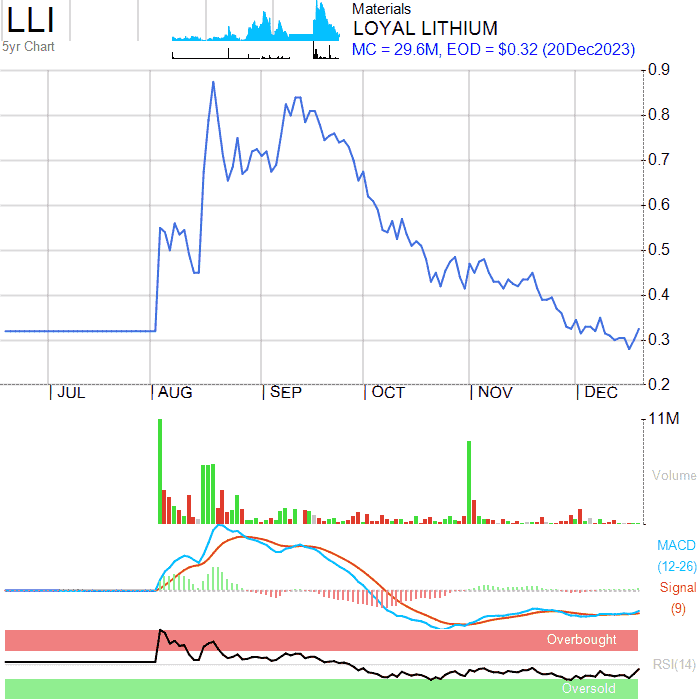 LLI
5yr Chart
Materials
LOYAL LITHIUM
MC = 29.6M, EOD = $0.32 (20Dec2023)
0.9
0.8
0.7
0.6
0.5
0.4
0.3
0.2
JUL AUG SEP OCT NOV DEC
11M
Volume
MACD
(12-26)
Signal
(9)
Overbought
RSI(14)
Oversold